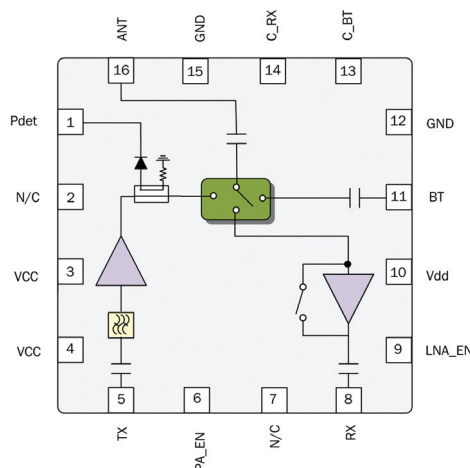 ANT
GND
C_RX
C_BT
16
15
14
13
Pdet
1
12
GND
N/C
2
11
BT
VCC
3
10
Vdd
VCC
4
9
LNA_EN
5
6
7
8
TX
PA_EN
N/C
RX